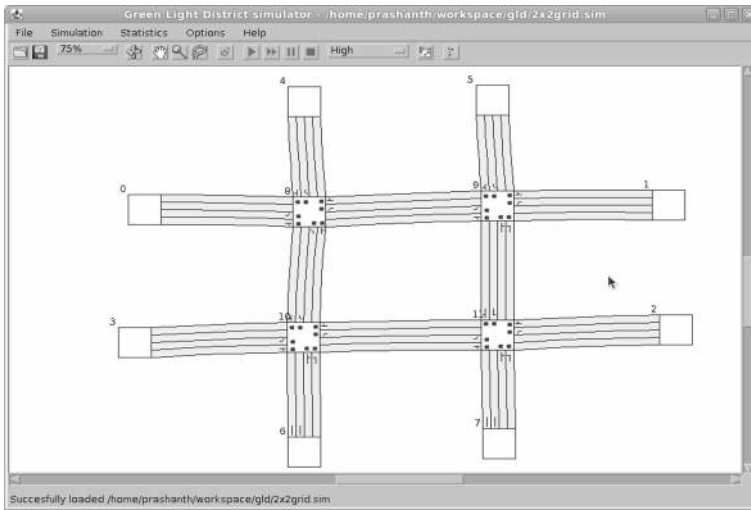 Green Light District simulator - /home/prashanth/workspace/gld/2x2grid.sim
File Simulation Statistics Options Help
75% High
4 5
0 8 9 1
3 10 11 2
6 7
Succesfully loaded /home/prashanth/workspace/gld/2x2grid.sim